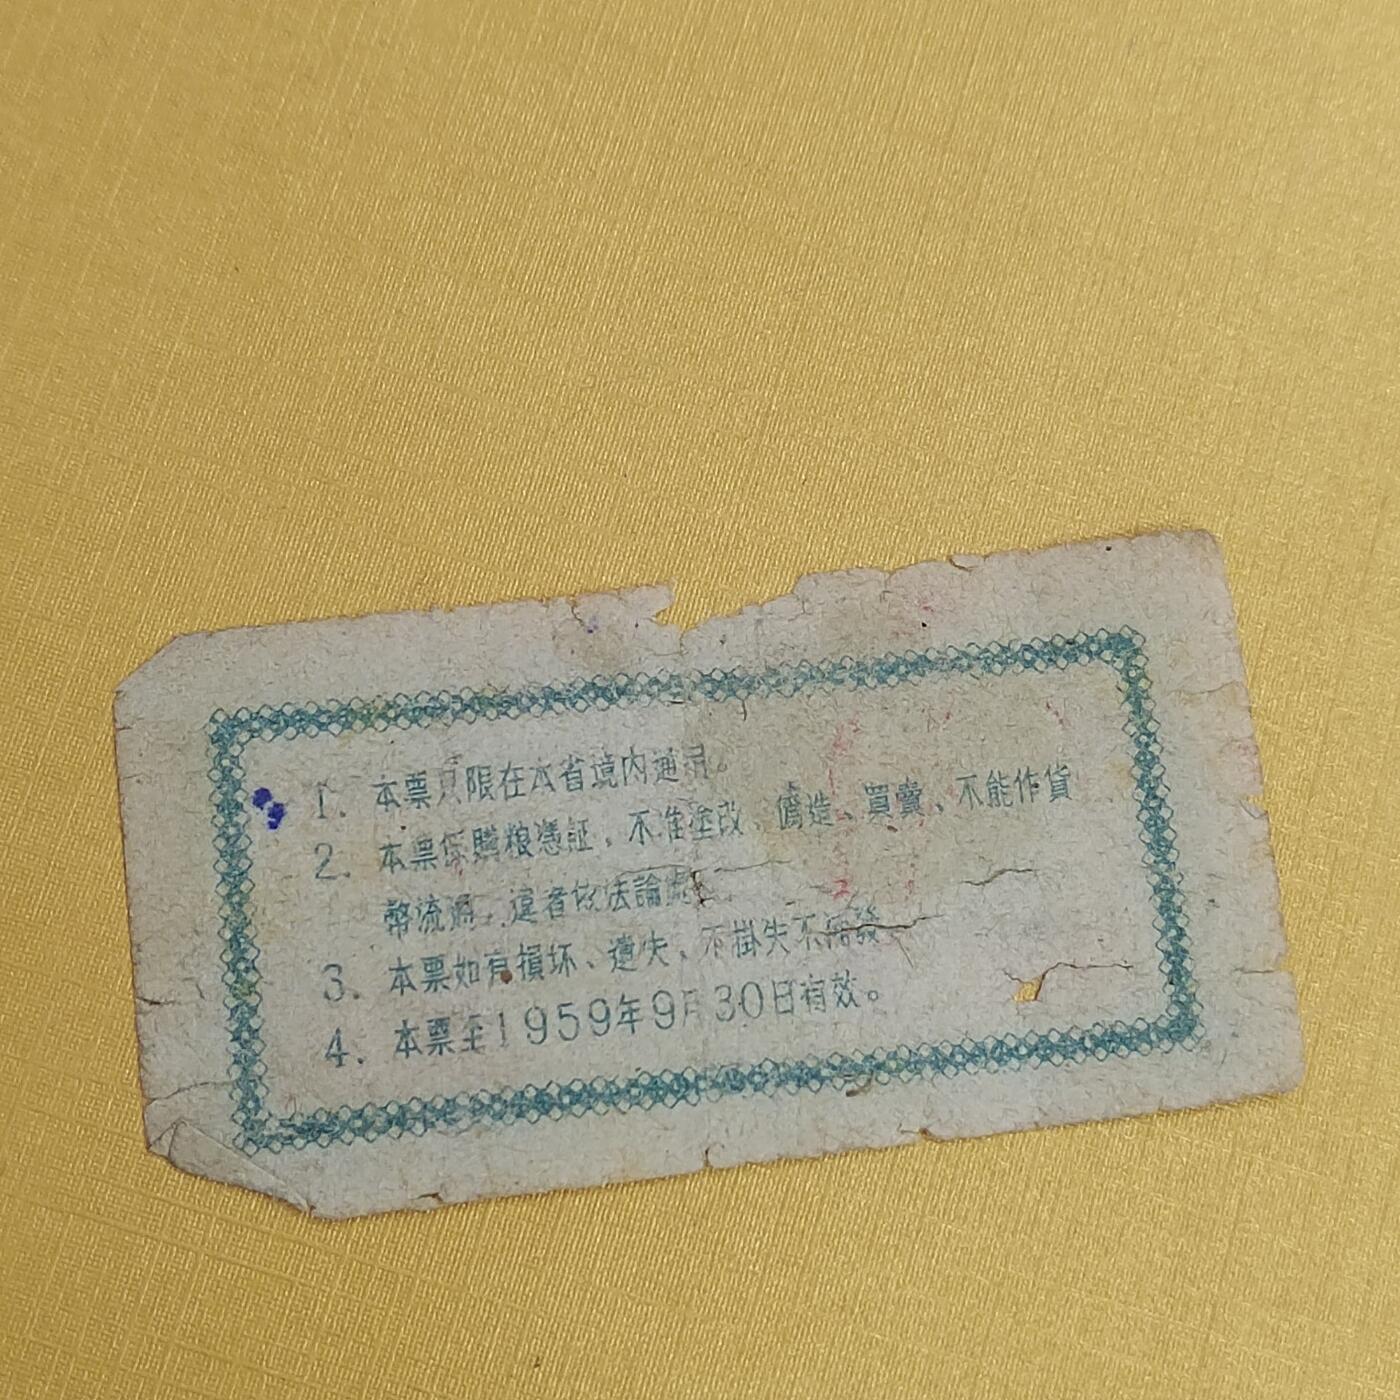 1. 本票只限在本省境内通用。
2. 本票係購粮憑証，不准塗改、僞造、買賣、不能作貨
幣流通，違者依法論處。
3. 本票如有損坏、遺失、不掛失不補發
4. 本票至1959年9月30日有效。